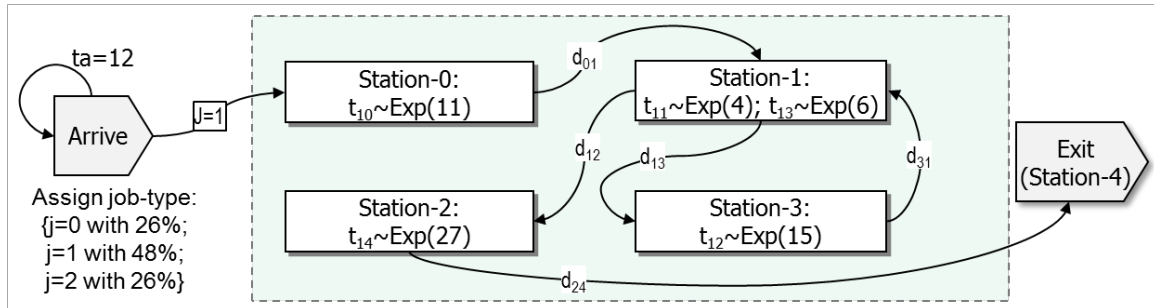 ta=12
Arrive
J=1
Assign job-type:
{j=0 with 26%;
j=1 with 48%;
j=2 with 26%}
Station-0:
t₁₀~Exp(11)
d₀₁
Station-1:
t₁₁~Exp(4); t₁₃~Exp(6)
d₁₂
d₁₃
d₃₁
Station-2:
t₁₄~Exp(27)
Station-3:
t₁₂~Exp(15)
d₂₄
Exit
(Station-4)